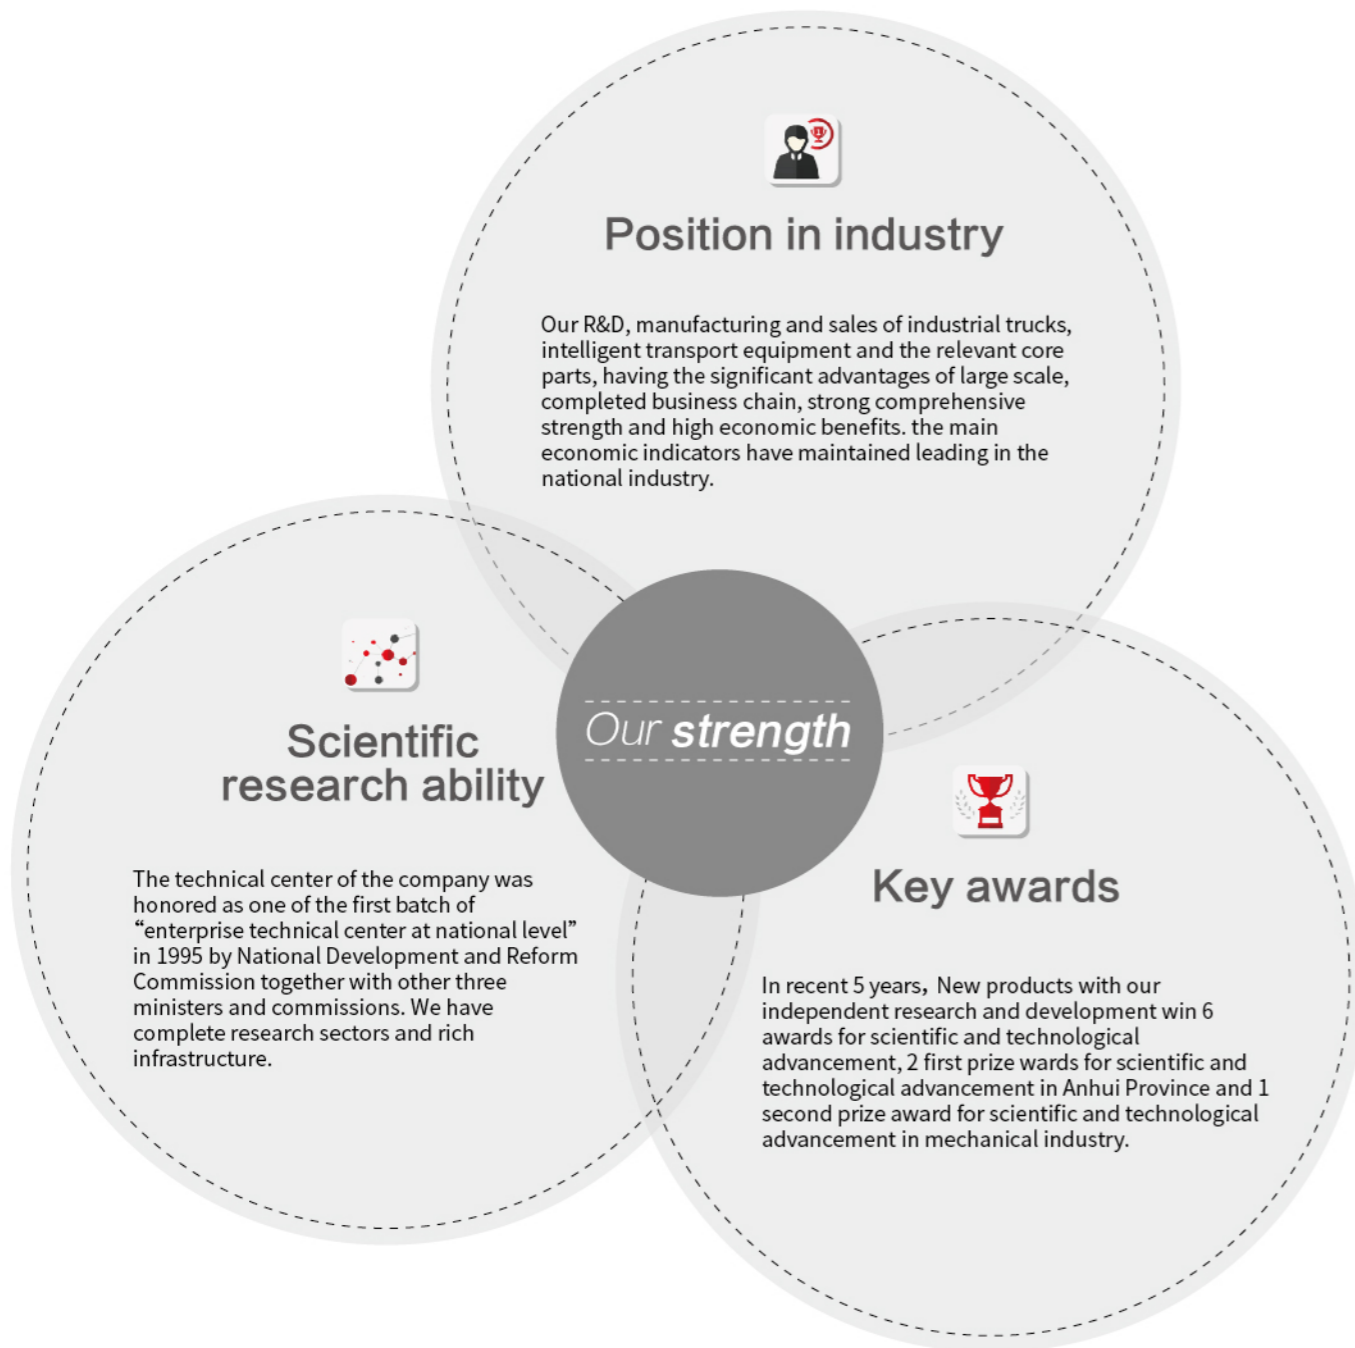 Position in industry
Our R&D, manufacturing and sales of industrial trucks,
intelligent transport equipment and the relevant core
parts, having the significant advantages of large scale,
completed business chain, strong comprehensive
strength and high economic benefits. the main
economic indicators have maintained leading in the
national industry.
Our strength
Scientific
research ability
The technical center of the company was
honored as one of the first batch of
“enterprise technical center at national level”
in 1995 by National Development and Reform
Commission together with other three
ministers and commissions. We have
complete research sectors and rich
infrastructure.
Key awards
In recent 5 years，New products with our
independent research and development win 6
awards for scientific and technological
advancement, 2 first prize wards for scientific and
technological advancement in Anhui Province and 1
second prize award for scientific and technological
advancement in mechanical industry.